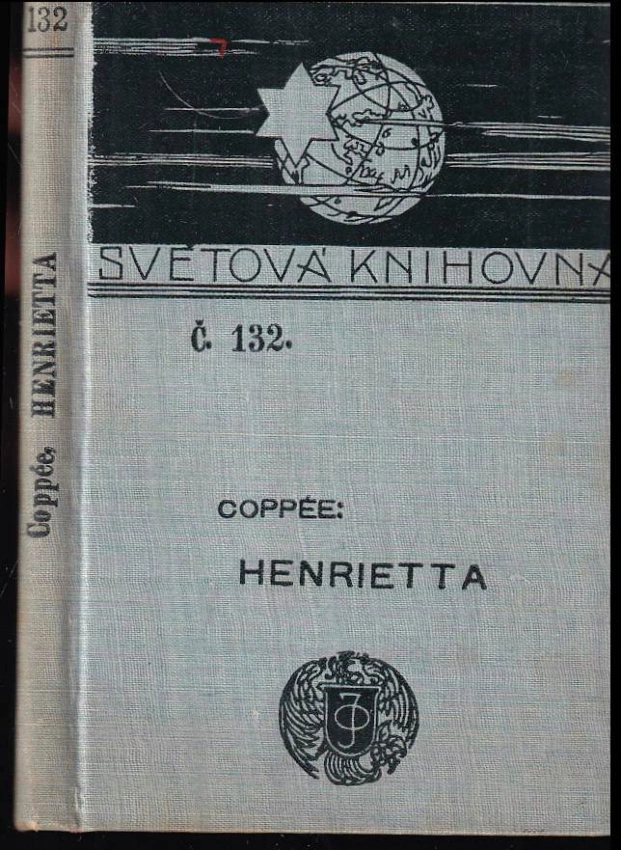 132
Coppée, HENRIETTA
SVĚTOVÁ KNIHOVNA
Č. 132.
COPPÉE:
HENRIETTA